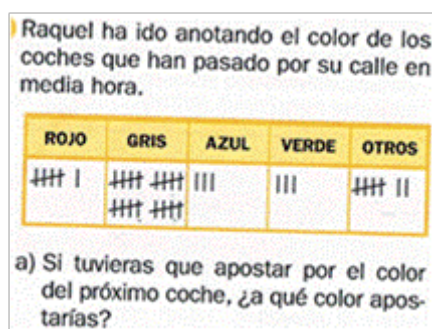 Raquel ha ido anotando el color de los
coches que han pasado por su calle en
media hora.
ROJO GRIS AZUL VERDE OTROS
a) Si tuvieras que apostar por el color
del próximo coche, ¿a qué color apos-
tarías?